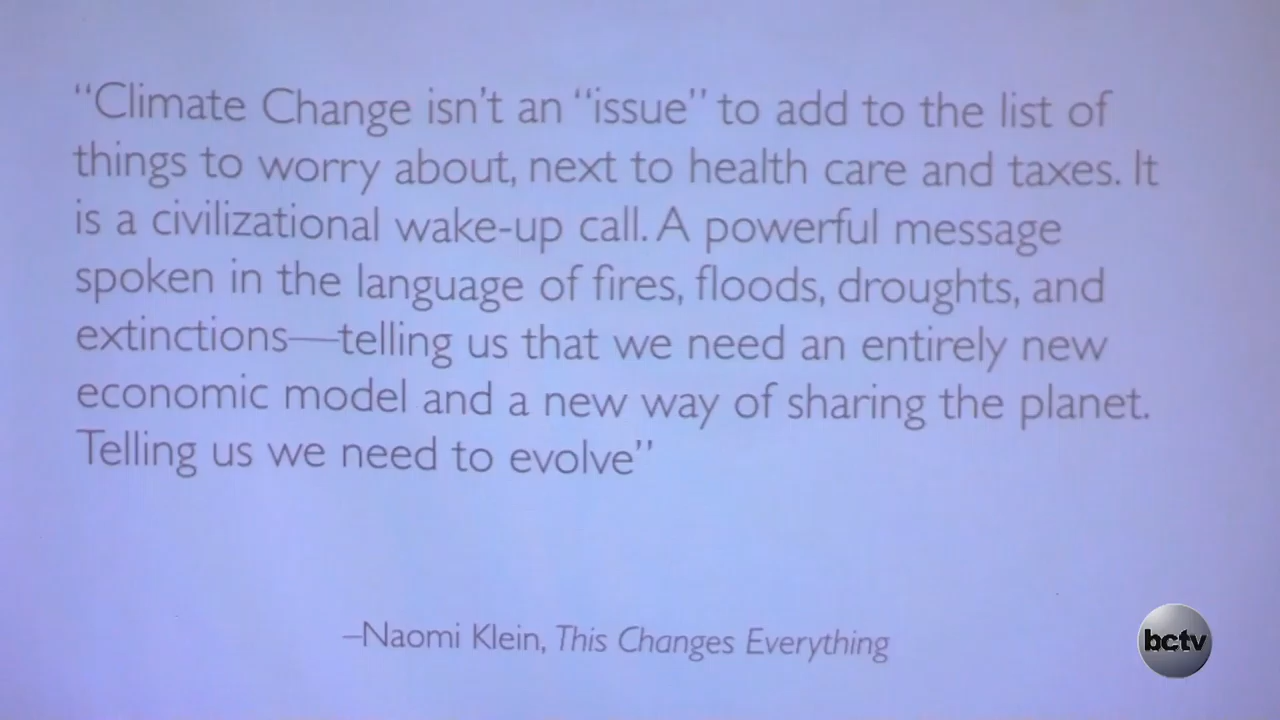 “Climate Change isn’t an “issue” to add to the list of
things to worry about, next to health care and taxes. It
is a civilizational wake-up call. A powerful message
spoken in the language of fires, floods, droughts, and
extinctions—telling us that we need an entirely new
economic model and a new way of sharing the planet.
Telling us we need to evolve”
–Naomi Klein, This Changes Everything
bctv